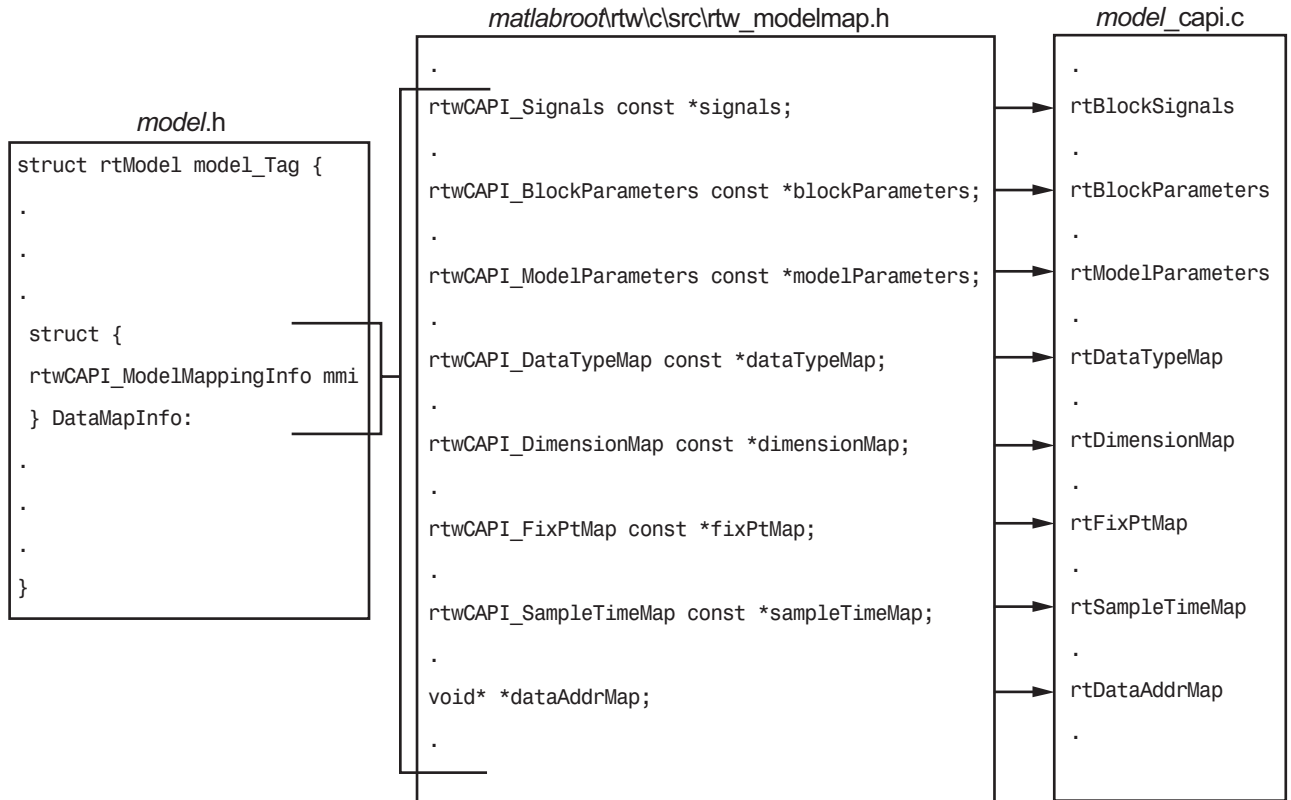 model.h
struct rtModel model_Tag {
.
.
.
struct {
rtwCAPI_ModelMappingInfo mmi
} DataMapInfo:
.
.
.
}
matlabroot\rtw\c\src\rtw_modelmap.h
.
rtwCAPI_Signals const *signals;
.
rtwCAPI_BlockParameters const *blockParameters;
.
rtwCAPI_ModelParameters const *modelParameters;
.
rtwCAPI_DataTypeMap const *dataTypeMap;
.
rtwCAPI_DimensionMap const *dimensionMap;
.
rtwCAPI_FixPtMap const *fixPtMap;
.
rtwCAPI_SampleTimeMap const *sampleTimeMap;
.
void* *dataAddrMap;
.
model_capi.c
.
rtBlockSignals
.
rtBlockParameters
.
rtModelParameters
.
rtDataTypeMap
.
rtDimensionMap
.
rtFixPtMap
.
rtSampleTimeMap
.
rtDataAddrMap
.